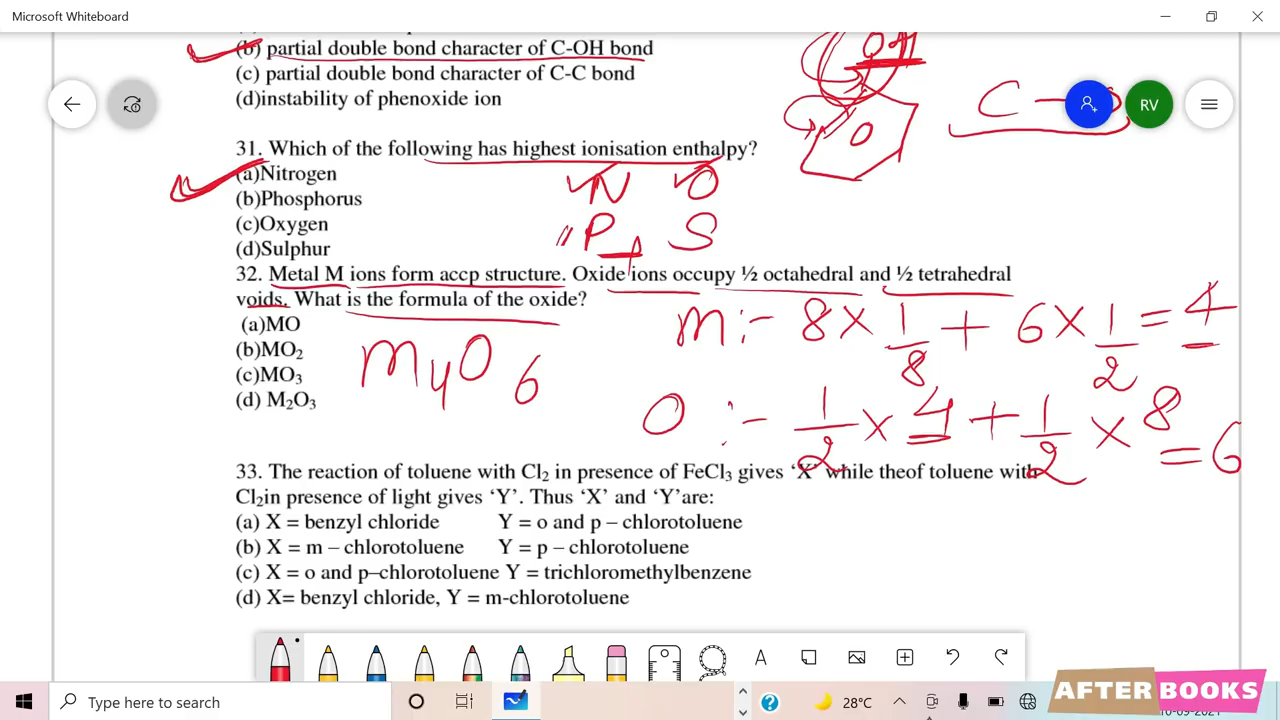 Microsoft Whiteboard
(b) partial double bond character of C-OH bond
(c) partial double bond character of C-C bond
(d)instability of phenoxide ion
OH
O
C –
RV
31. Which of the following has highest ionisation enthalpy?
(a)Nitrogen
(b)Phosphorus
(c)Oxygen
(d)Sulphur
N O
P S
32. Metal M ions form accp structure. Oxide ions occupy ½ octahedral and ½ tetrahedral
voids. What is the formula of the oxide?
(a)MO
(b)MO₂
(c)MO₃
(d) M₂O₃
M₄O₆
m :- 8 × 1/8 + 6 × 1/2 = 4
O :- 1/2 × 4 + 1/2 × 8 = 6
33. The reaction of toluene with Cl₂ in presence of FeCl₃ gives ‘X’ while theof toluene with
Cl₂in presence of light gives ‘Y’. Thus ‘X’ and ‘Y’are:
(a) X = benzyl chloride Y = o and p – chlorotoluene
(b) X = m – chlorotoluene Y = p – chlorotoluene
(c) X = o and p–chlorotoluene Y = trichloromethylbenzene
(d) X= benzyl chloride, Y = m-chlorotoluene
A
AFTER BOOKS
Type here to search
28°C